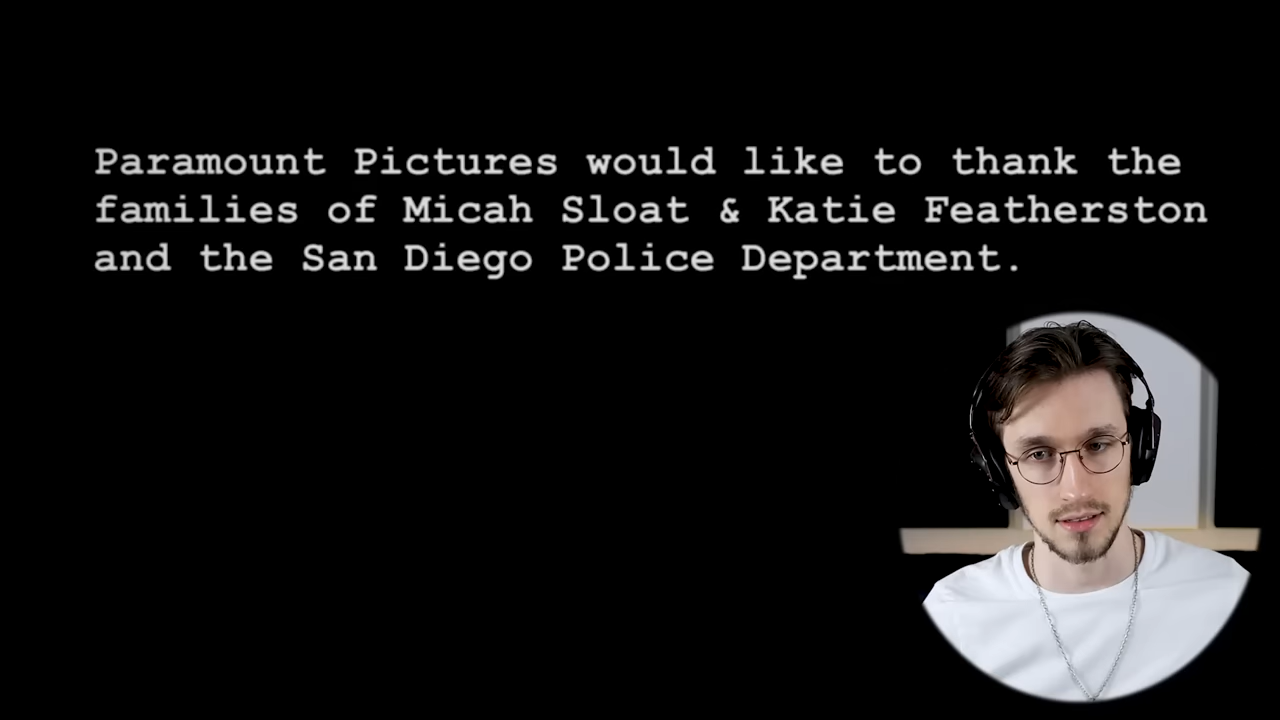 Paramount Pictures would like to thank the
families of Micah Sloat & Katie Featherston
and the San Diego Police Department.